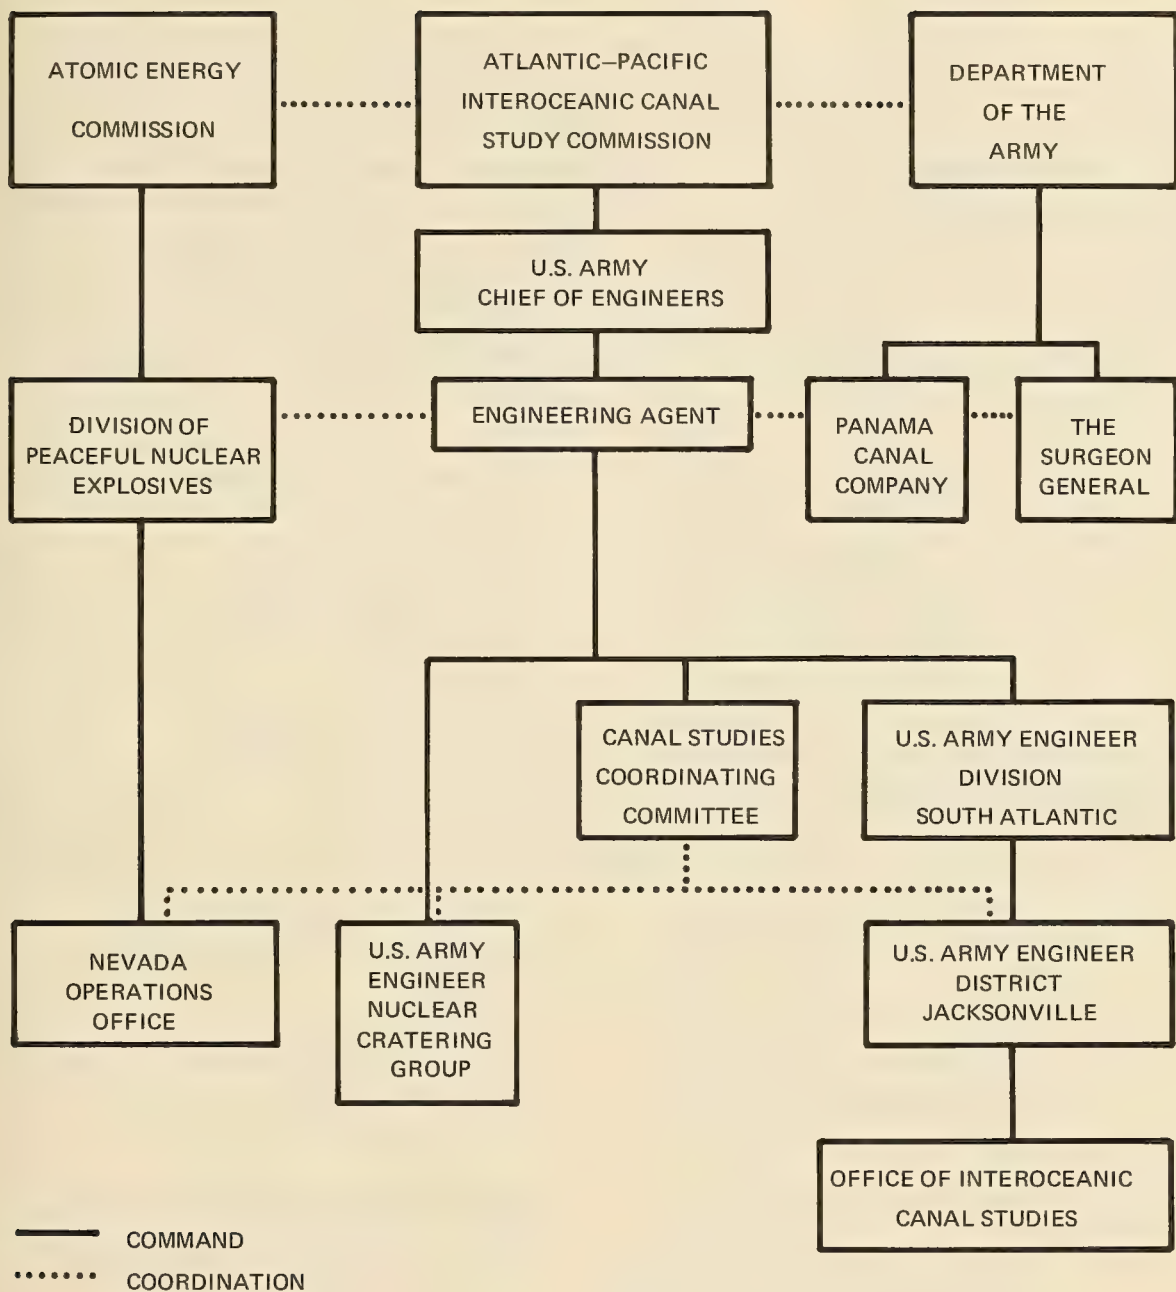 ATOMIC ENERGY
COMMISSION
ATLANTIC–PACIFIC
INTEROCEANIC CANAL
STUDY COMMISSION
DEPARTMENT
OF THE
ARMY
U.S. ARMY
CHIEF OF ENGINEERS
DIVISION OF
PEACEFUL NUCLEAR
EXPLOSIVES
ENGINEERING AGENT
PANAMA
CANAL
COMPANY
THE
SURGEON
GENERAL
CANAL STUDIES
COORDINATING
COMMITTEE
U.S. ARMY ENGINEER
DIVISION
SOUTH ATLANTIC
NEVADA
OPERATIONS
OFFICE
U.S. ARMY
ENGINEER
NUCLEAR
CRATERING
GROUP
U.S. ARMY ENGINEER
DISTRICT
JACKSONVILLE
OFFICE OF INTEROCEANIC
CANAL STUDIES
COMMAND
COORDINATION